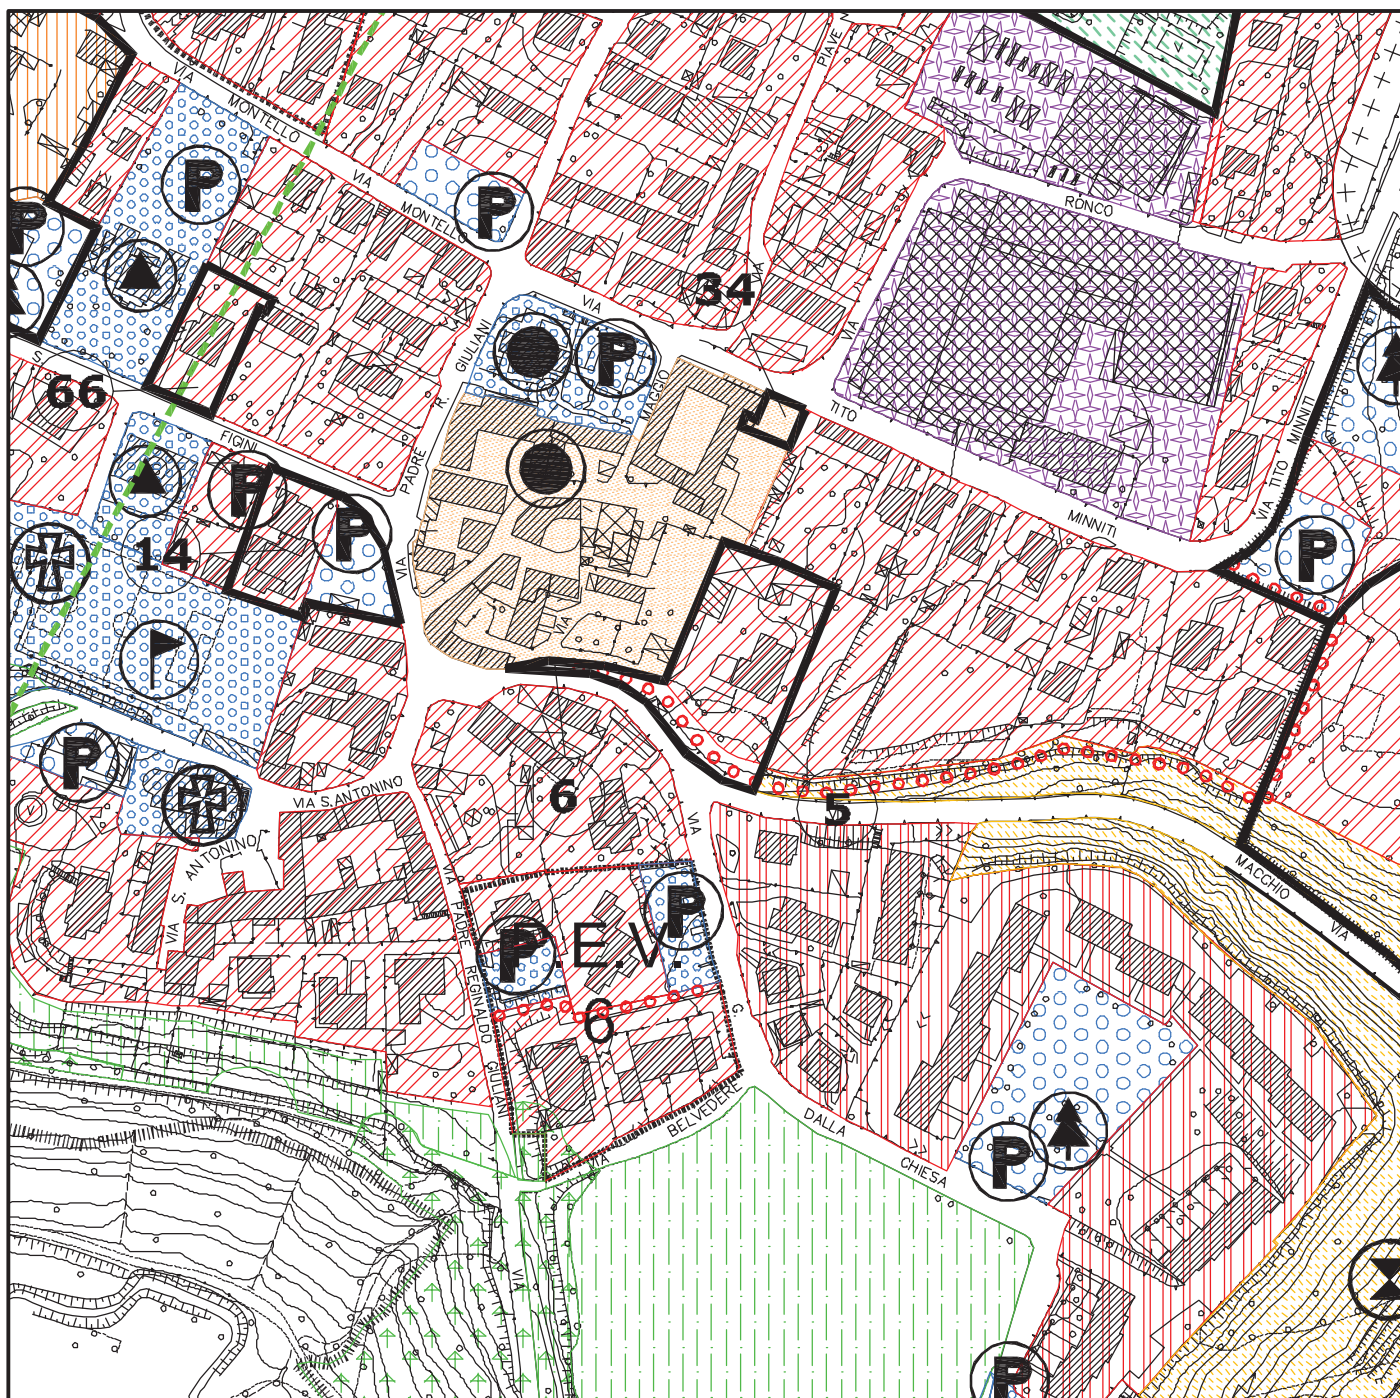 VIA
MONTELLO
VIA
MONTELLO
PIAVE
VIA
RONCO
P
P
P
34
VIA
VIA
GIULIANI
R.
PADRE
VIA
P
MAGGIO
66
S.
FIGINI
P
P
14
TITO
MINNITI
VIA
TITO
MINNITI
P
VIA
P
6
5
VIA S. ANTONINO
VIA
S.
ANTONINO
VIA
PADRE
REGINALDO
GIULIANI
P
P
P.E.V.
6
VIA
G.
DALLA
CHIESA
VIA
BELVEDERE
MACCHIO
VIA
P
VIA
P
V